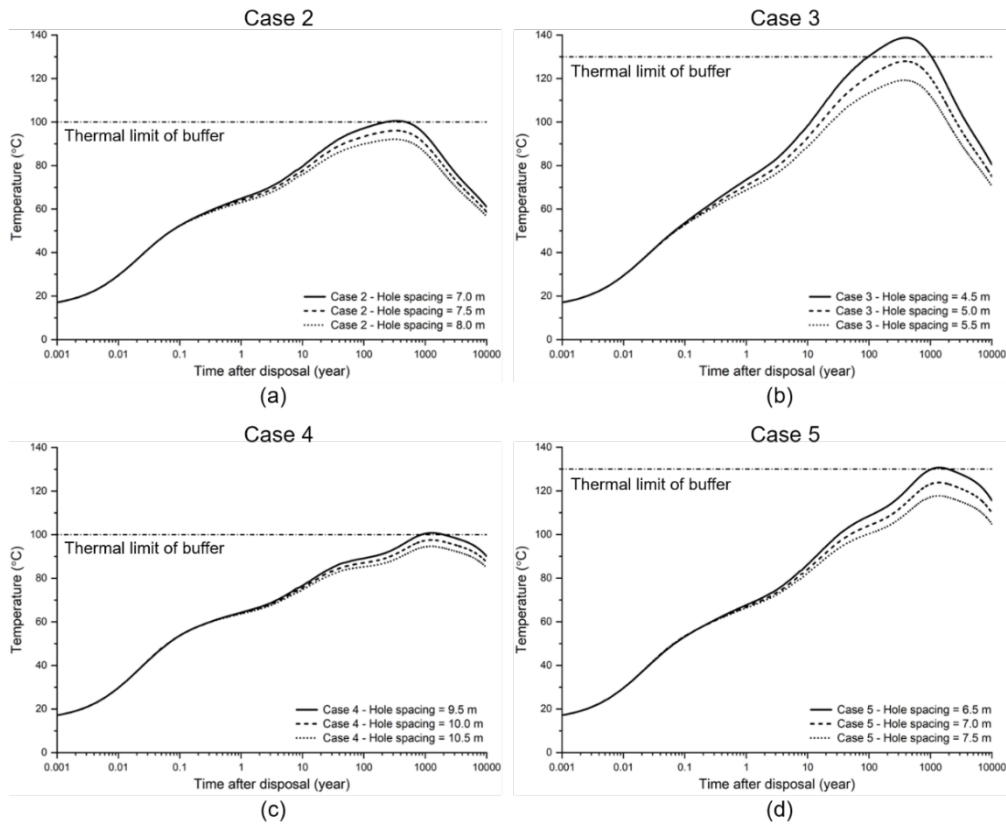 Case 2
140
120
100
80
60
40
20
0
Temperature (°C)
Thermal limit of buffer
Case 2 - Hole spacing = 7.0 m
Case 2 - Hole spacing = 7.5 m
Case 2 - Hole spacing = 8.0 m
0.001 0.01 0.1 1 10 100 1000 10000
Time after disposal (year)
(a)
Case 3
140
120
100
80
60
40
20
0
Temperature (°C)
Thermal limit of buffer
Case 3 - Hole spacing = 4.5 m
Case 3 - Hole spacing = 5.0 m
Case 3 - Hole spacing = 5.5 m
0.001 0.01 0.1 1 10 100 1000 10000
Time after disposal (year)
(b)
Case 4
140
120
100
80
60
40
20
0
Temperature (°C)
Thermal limit of buffer
Case 4 - Hole spacing = 9.5 m
Case 4 - Hole spacing = 10.0 m
Case 4 - Hole spacing = 10.5 m
0.001 0.01 0.1 1 10 100 1000 10000
Time after disposal (year)
(c)
Case 5
140
120
100
80
60
40
20
0
Temperature (°C)
Thermal limit of buffer
Case 5 - Hole spacing = 6.5 m
Case 5 - Hole spacing = 7.0 m
Case 5 - Hole spacing = 7.5 m
0.001 0.01 0.1 1 10 100 1000 10000
Time after disposal (year)
(d)